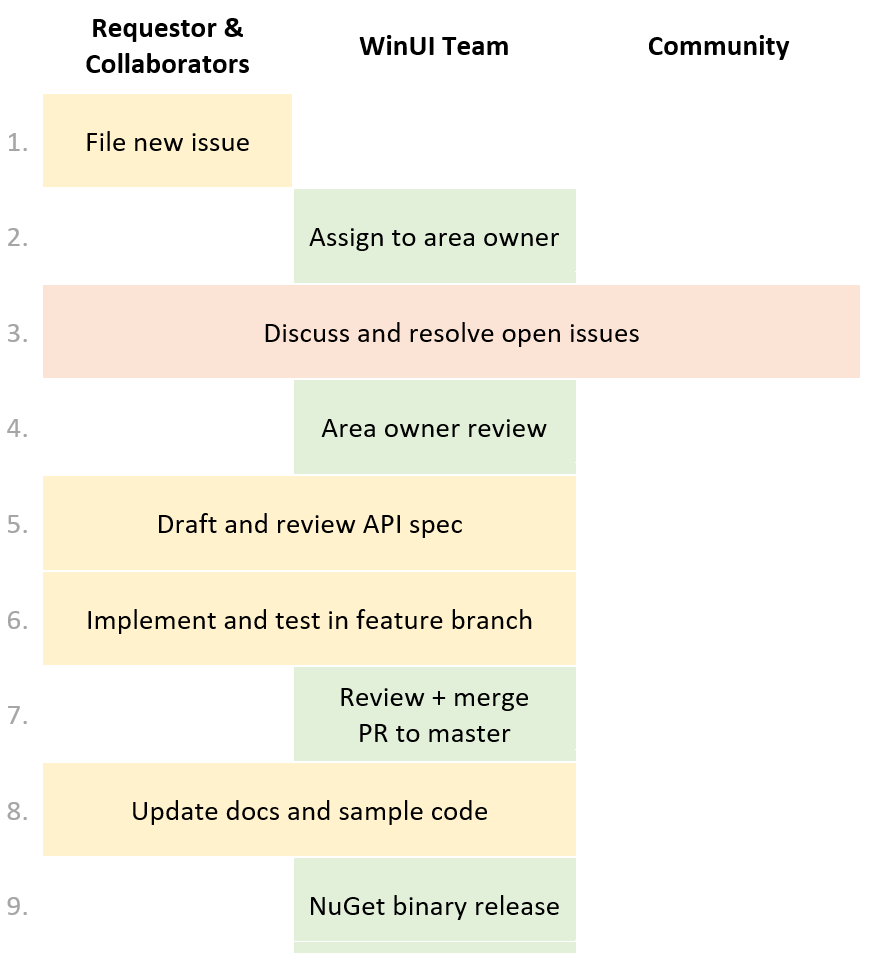 Requestor &
Collaborators
WinUI Team
Community
1.
File new issue
2.
Assign to area owner
3.
Discuss and resolve open issues
4.
Area owner review
5.
Draft and review API spec
6.
Implement and test in feature branch
7.
Review + merge
PR to master
8.
Update docs and sample code
9.
NuGet binary release